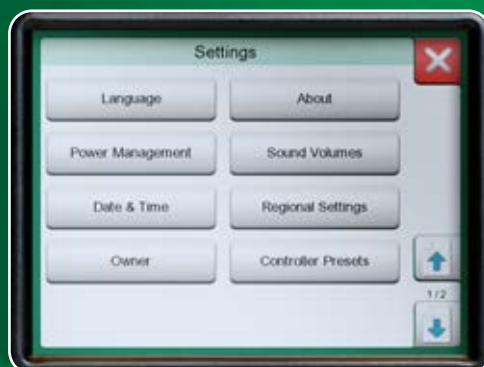 Settings
Language
About
Power Management
Sound Volumes
Date & Time
Regional Settings
Owner
Controller Presets
1/2